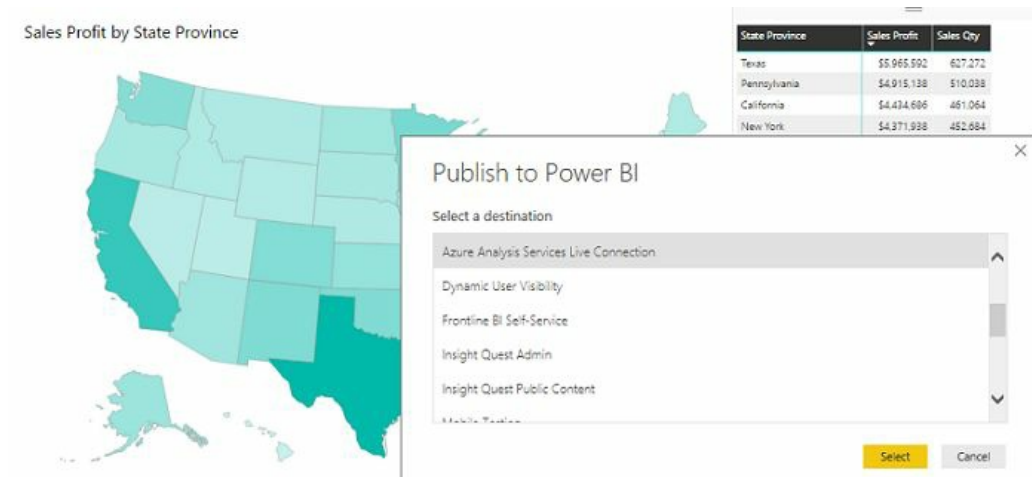 Sales Profit by State Province
State Province Sales Profit Sales Qty
Texas $5,965,592 627,272
Pennsylvania $4,915,138 510,038
California $4,434,686 461,064
New York $4,371,938 452,684
Publish to Power BI
Select a destination
Azure Analysis Services Live Connection
Dynamic User Visibility
Frontline BI Self-Service
Insight Quest Admin
Insight Quest Public Content
Mobile Testing
Select Cancel